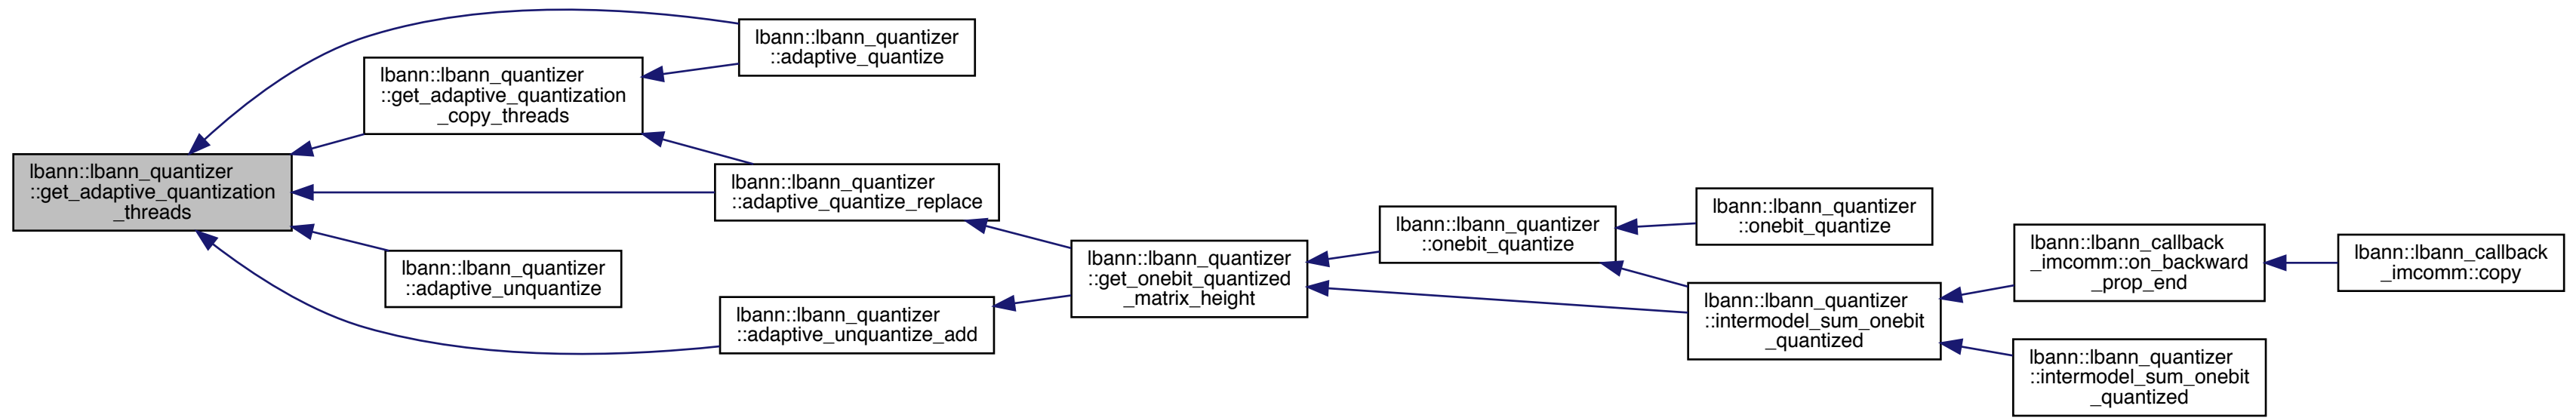 lbann::lbann_quantizer
::adaptive_quantize
lbann::lbann_quantizer
::get_adaptive_quantization
_copy_threads
lbann::lbann_quantizer
::get_adaptive_quantization
_threads
lbann::lbann_quantizer
::adaptive_quantize_replace
lbann::lbann_quantizer
::adaptive_unquantize
lbann::lbann_quantizer
::adaptive_unquantize_add
lbann::lbann_quantizer
::get_onebit_quantized
_matrix_height
lbann::lbann_quantizer
::onebit_quantize
lbann::lbann_quantizer
::onebit_quantize
lbann::lbann_quantizer
::intermodel_sum_onebit
_quantized
lbann::lbann_callback
_imcomm::on_backward
_prop_end
lbann::lbann_callback
_imcomm::copy
lbann::lbann_quantizer
::intermodel_sum_onebit
_quantized